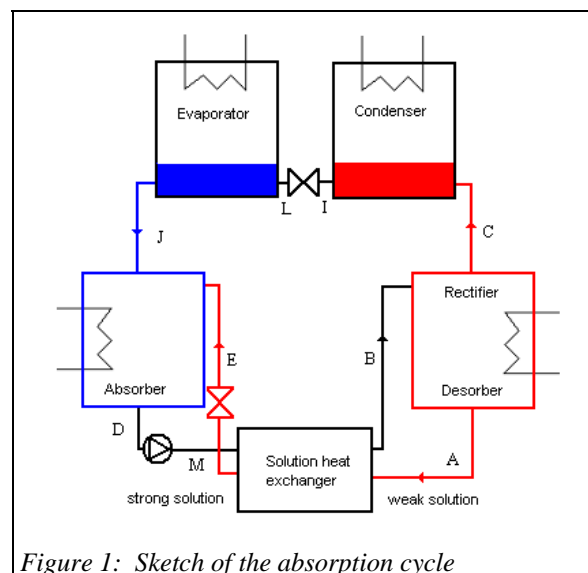 Evaporator
Condenser
L
I
J
C
Rectifier
E
B
Absorber
Desorber
D
M
A
Solution heat
exchanger
strong solution
weak solution
Figure 1: Sketch of the absorption cycle